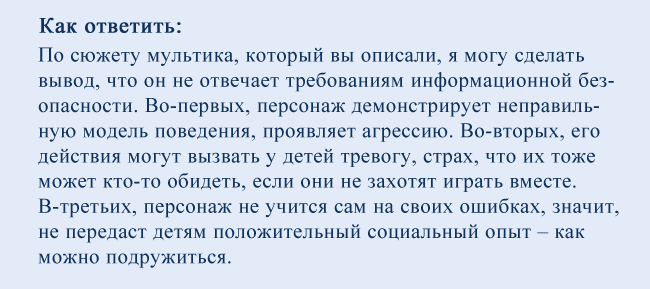 Как ответить:
По сюжету мультика, который вы описали, я могу сделать
вывод, что он не отвечает требованиям информационной без-
опасности. Во-первых, персонаж демонстрирует неправиль-
ную модель поведения, проявляет агрессию. Во-вторых, его
действия могут вызвать у детей тревогу, страх, что их тоже
может кто-то обидеть, если они не захотят играть вместе.
В-третьих, персонаж не учится сам на своих ошибках, значит,
не передаст детям положительный социальный опыт – как
можно подружиться.